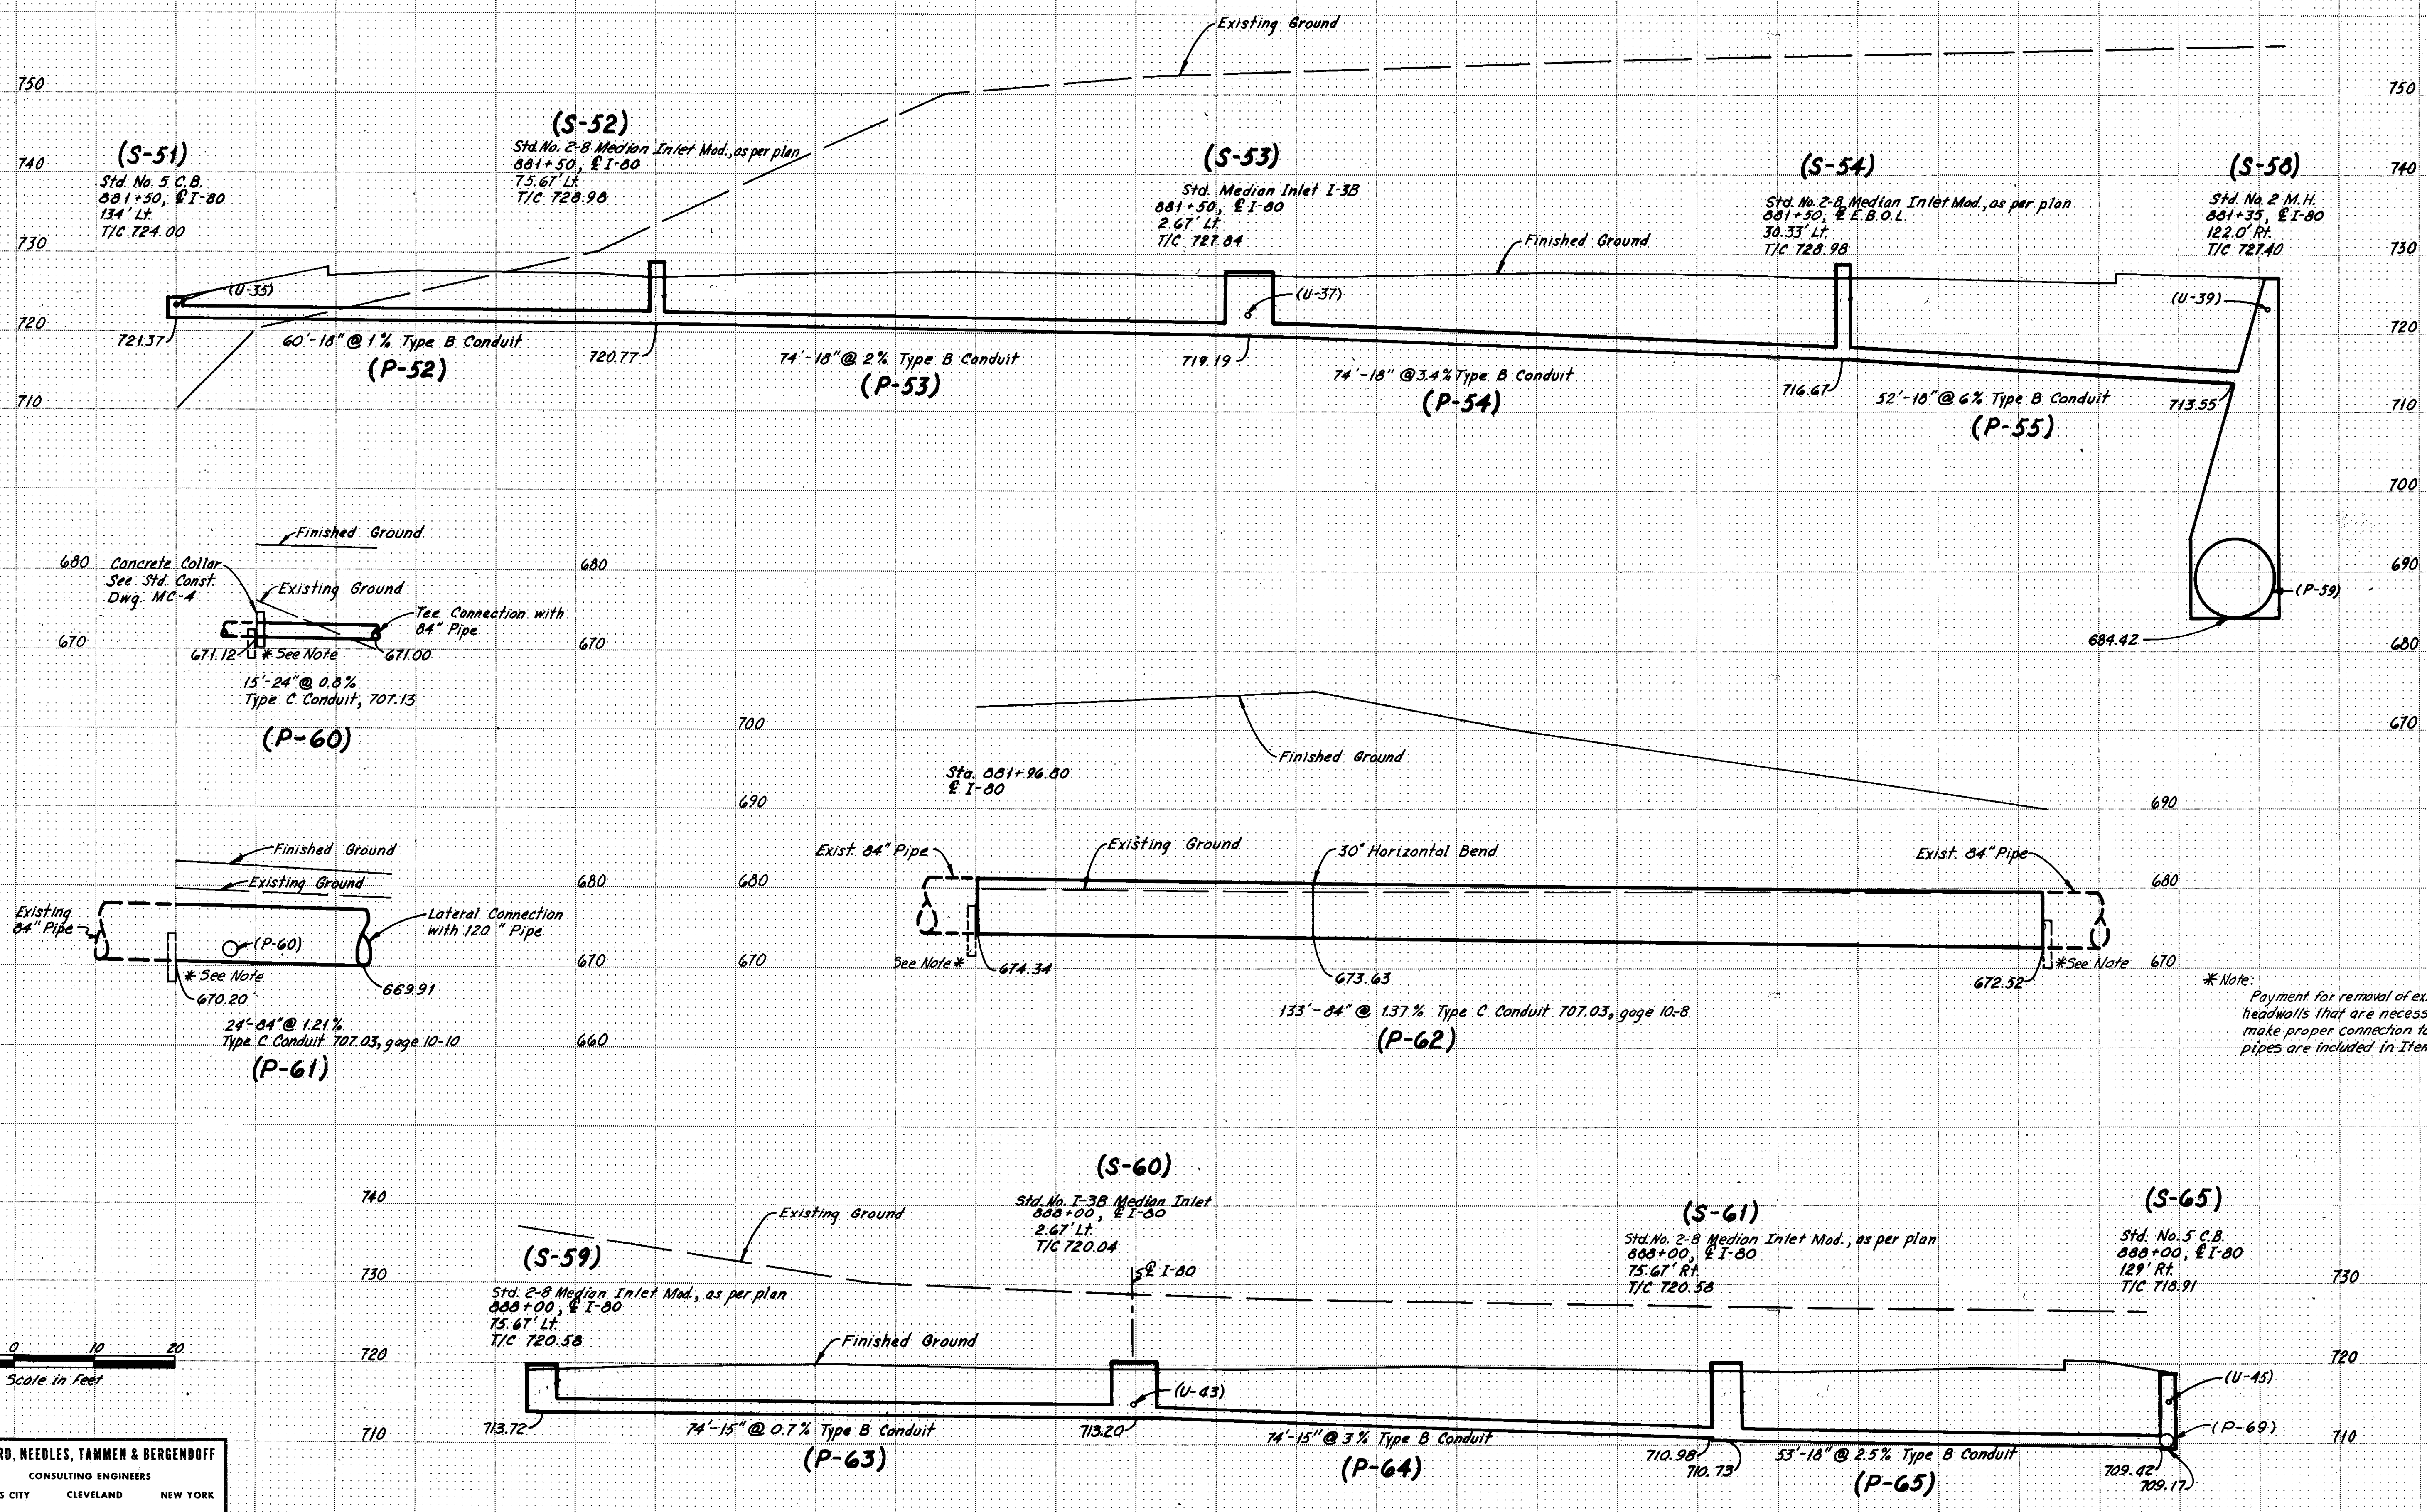 Existing Ground
750
750
(S-51)
Std. No. 5 C.B.
881+50, ℄ I-80
134' Lt.
T/C 724.00
(S-52)
Std. No. 2-8 Median Inlet Mod., as per plan
881+50, ℄ I-80
75.67' Lt.
T/C 728.98
(S-53)
Std. Median Inlet I-3B
881+50, ℄ I-80
2.67' Lt.
T/C 727.84
(S-54)
Std. No. 2-8 Median Inlet Mod., as per plan
881+50, ℄ E.B.O.L.
30.33' Lt.
T/C 728.98
(S-58)
Std. No. 2 M.H.
881+35, ℄ I-80
122.0' Rt.
T/C 727.40
740
740
730
730
Finished Ground
(U-35)
(U-37)
(U-39)
720
720
721.37
60'-18" @ 1% Type B Conduit
(P-52)
720.77
74'-18" @ 2% Type B Conduit
(P-53)
719.19
74'-18" @ 3.4% Type B Conduit
(P-54)
716.67
52'-18" @ 6% Type B Conduit
(P-55)
713.55
710
710
700
690
(P-59)
684.42
680
670
Finished Ground
680
680
Concrete Collar
See Std. Const.
Dwg. MC-4
Existing Ground
Tee Connection with
84" Pipe
670
670
671.12
* See Note
671.00
15'-24" @ 0.8%
Type C Conduit, 707.13
(P-60)
700
Finished Ground
Sta. 881+96.80
℄ I-80
690
690
Finished Ground
Existing Ground
Existing
84" Pipe
(P-60)
Lateral Connection
with 120" Pipe
680
670
* See Note
670.20
669.91
24'-84" @ 1.21%
Type C Conduit 707.03, gage 10-10
(P-61)
660
Exist. 84" Pipe
Existing Ground
30° Horizontal Bend
Exist. 84" Pipe
680
680
670
670
See Note *
674.34
673.63
672.52
* See Note
133'-84" @ 1.37% Type C Conduit 707.03, gage 10-8
(P-62)
* Note:
Payment for removal of ex
headwalls that are necess
make proper connection to
pipes are included in Iten
740
Existing Ground
(S-59)
Std. 2-8 Median Inlet Mod., as per plan
888+00, ℄ I-80
75.67' Lt.
T/C 720.58
(S-60)
Std. No. I-3B Median Inlet
888+00, ℄ I-80
2.67' Lt.
T/C 720.04
℄ I-80
(S-61)
Std. No. 2-8 Median Inlet Mod., as per plan
888+00, ℄ I-80
75.67' Rt.
T/C 720.58
(S-65)
Std. No. 5 C.B.
888+00, ℄ I-80
129' Rt.
T/C 718.91
730
730
Finished Ground
720
720
(U-43)
(U-45)
(P-69)
710
710
713.72
74'-15" @ 0.7% Type B Conduit
(P-63)
713.20
74'-15" @ 3% Type B Conduit
(P-64)
710.98
710.73
53'-18" @ 2.5% Type B Conduit
(P-65)
709.42
709.17
0 10 20
Scale in Feet
RD, NEEDLES, TAMMEN & BERGENDOFF
CONSULTING ENGINEERS
S CITY CLEVELAND NEW YORK